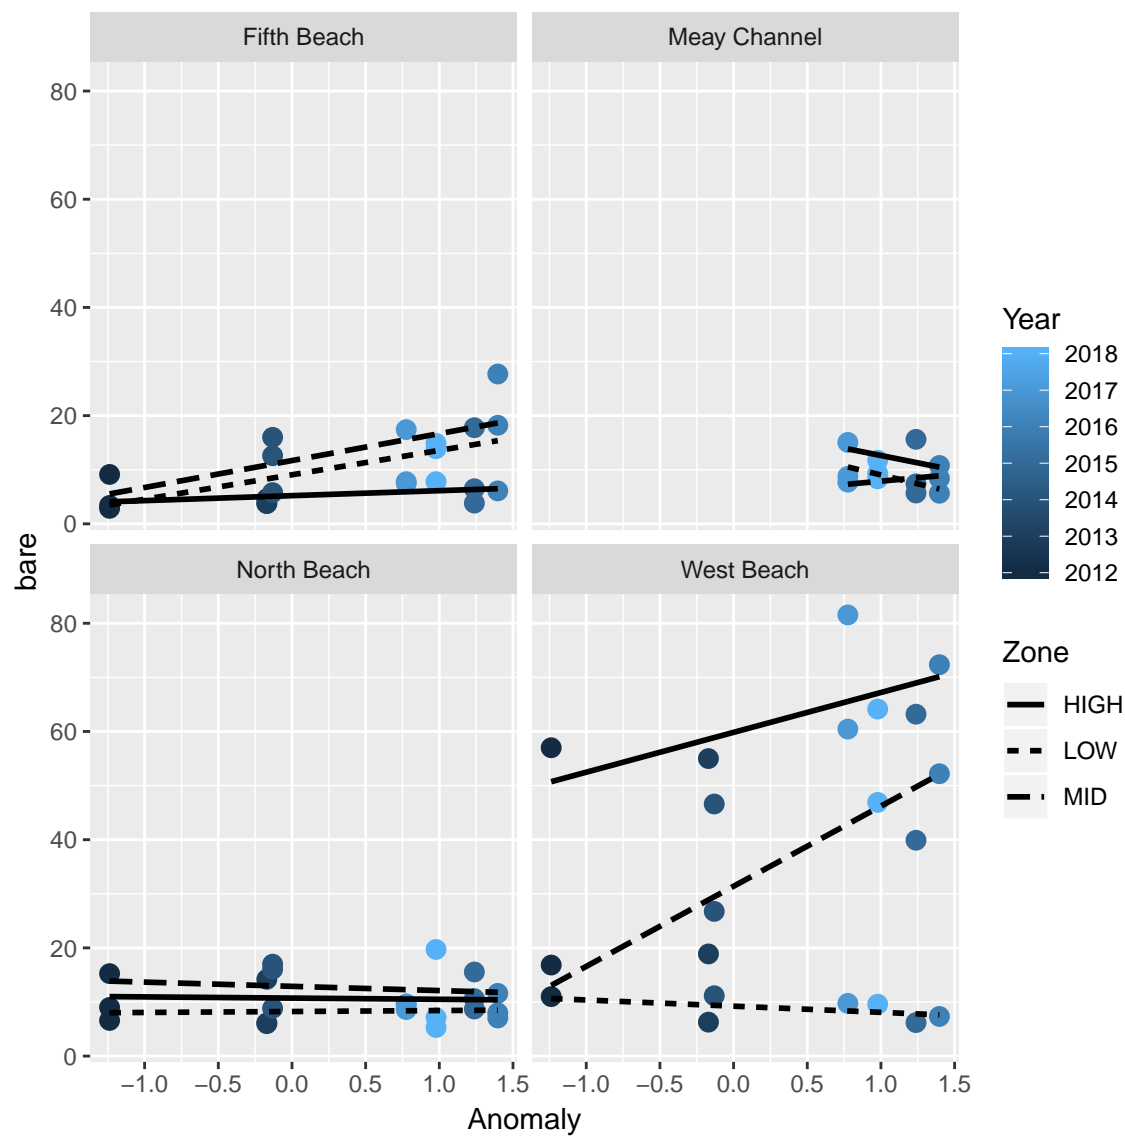 Fifth Beach
Meay Channel
80
60
40
20
0
North Beach
West Beach
80
60
40
20
0
−1.0 −0.5 0.0 0.5 1.0 1.5
−1.0 −0.5 0.0 0.5 1.0 1.5
Anomaly
bare
Year
2018
2017
2016
2015
2014
2013
2012
Zone
HIGH
LOW
MID